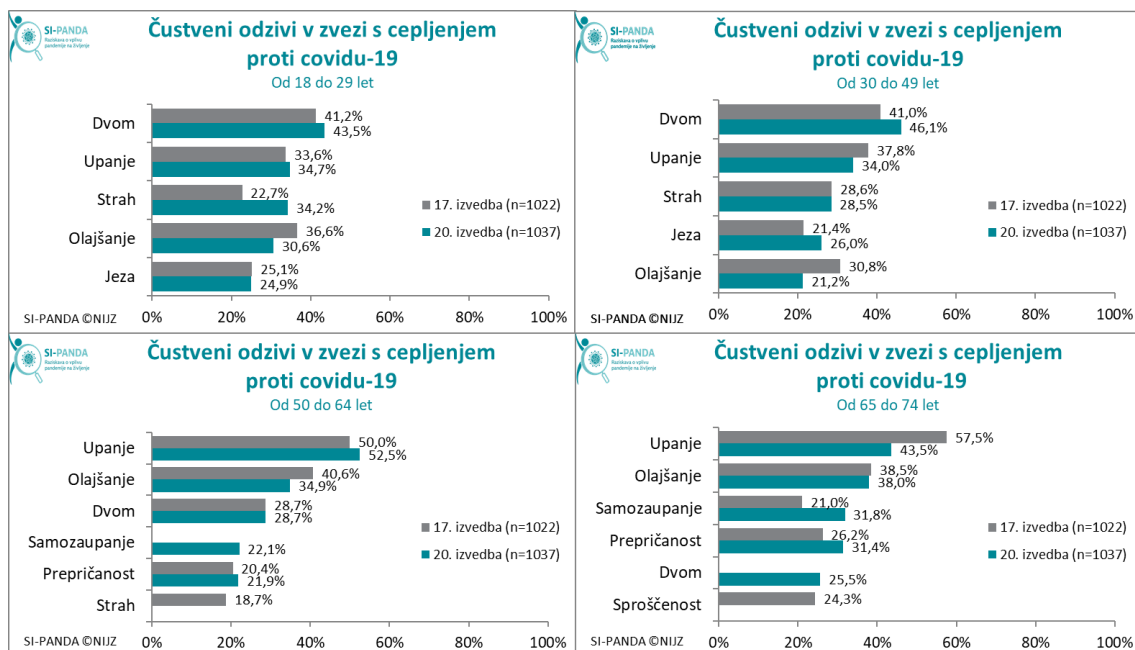 SI-PANDA
Raziskava o vplivu
pandemije na življenje
Čustveni odzivi v zvezi s cepljenjem
proti covidu-19
Od 18 do 29 let
Dvom
41,2%
43,5%
Upanje
33,6%
34,7%
Strah
22,7%
34,2%
Olajšanje
36,6%
30,6%
Jeza
25,1%
24,9%
17. izvedba (n=1022)
20. izvedba (n=1037)
SI-PANDA ©NIJZ
0% 20% 40% 60% 80% 100%
SI-PANDA
Raziskava o vplivu
pandemije na življenje
Čustveni odzivi v zvezi s cepljenjem
proti covidu-19
Od 30 do 49 let
Dvom
41,0%
46,1%
Upanje
37,8%
34,0%
Strah
28,6%
28,5%
Jeza
21,4%
26,0%
Olajšanje
30,8%
21,2%
17. izvedba (n=1022)
20. izvedba (n=1037)
SI-PANDA ©NIJZ
0% 20% 40% 60% 80% 100%
SI-PANDA
Raziskava o vplivu
pandemije na življenje
Čustveni odzivi v zvezi s cepljenjem
proti covidu-19
Od 50 do 64 let
Upanje
50,0%
52,5%
Olajšanje
40,6%
34,9%
Dvom
28,7%
28,7%
Samozaupanje
22,1%
Prepričanost
20,4%
21,9%
Strah
18,7%
17. izvedba (n=1022)
20. izvedba (n=1037)
SI-PANDA ©NIJZ
0% 20% 40% 60% 80% 100%
SI-PANDA
Raziskava o vplivu
pandemije na življenje
Čustveni odzivi v zvezi s cepljenjem
proti covidu-19
Od 65 do 74 let
Upanje
57,5%
43,5%
Olajšanje
38,5%
38,0%
Samozaupanje
21,0%
31,8%
Prepričanost
26,2%
31,4%
Dvom
25,5%
Sproščenost
24,3%
17. izvedba (n=1022)
20. izvedba (n=1037)
SI-PANDA ©NIJZ
0% 20% 40% 60% 80% 100%